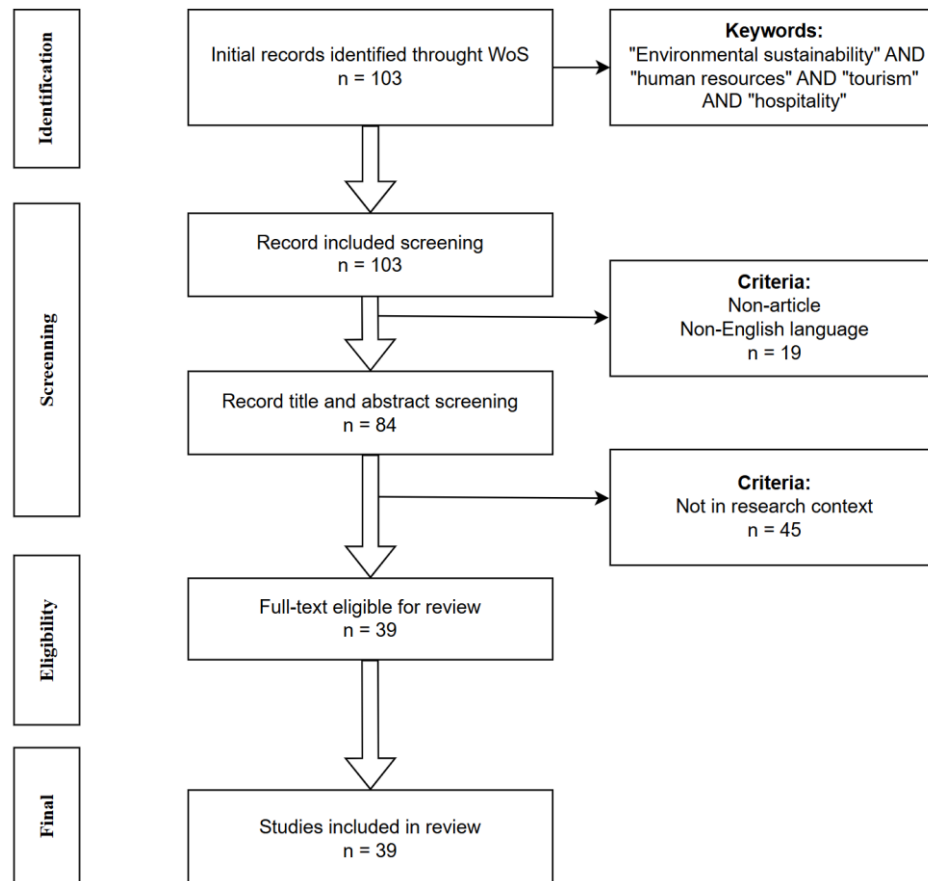 Identification
Initial records identified throught WoS
n = 103
Keywords:
"Environmental sustainability" AND
"human resources" AND "tourism"
AND "hospitality"
Screenning
Record included screening
n = 103
Criteria:
Non-article
Non-English language
n = 19
Record title and abstract screening
n = 84
Criteria:
Not in research context
n = 45
Eligibility
Full-text eligible for review
n = 39
Final
Studies included in review
n = 39